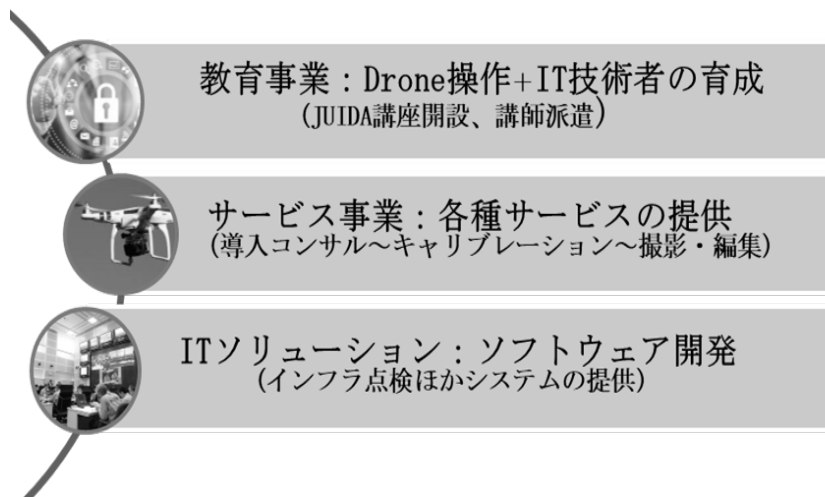 教育事業：Drone操作+IT技術者の育成
(JUIDA講座開設、講師派遣)
サービス事業：各種サービスの提供
(導入コンサル～キャリブレーション～撮影・編集)
ITソリューション：ソフトウェア開発
(インフラ点検ほかシステムの提供)